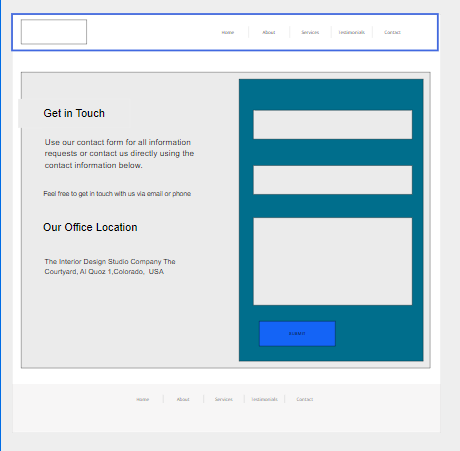 Home About Services Testimonials Contact
Get in Touch
Use our contact form for all information
requests or contact us directly using the
contact information below.
Feel free to get in touch with us via email or phone
Our Office Location
The Interior Design Studio Company The
Courtyard, Al Quoz 1,Colorado, USA
SUBMIT
Home About Services Testimonials Contact